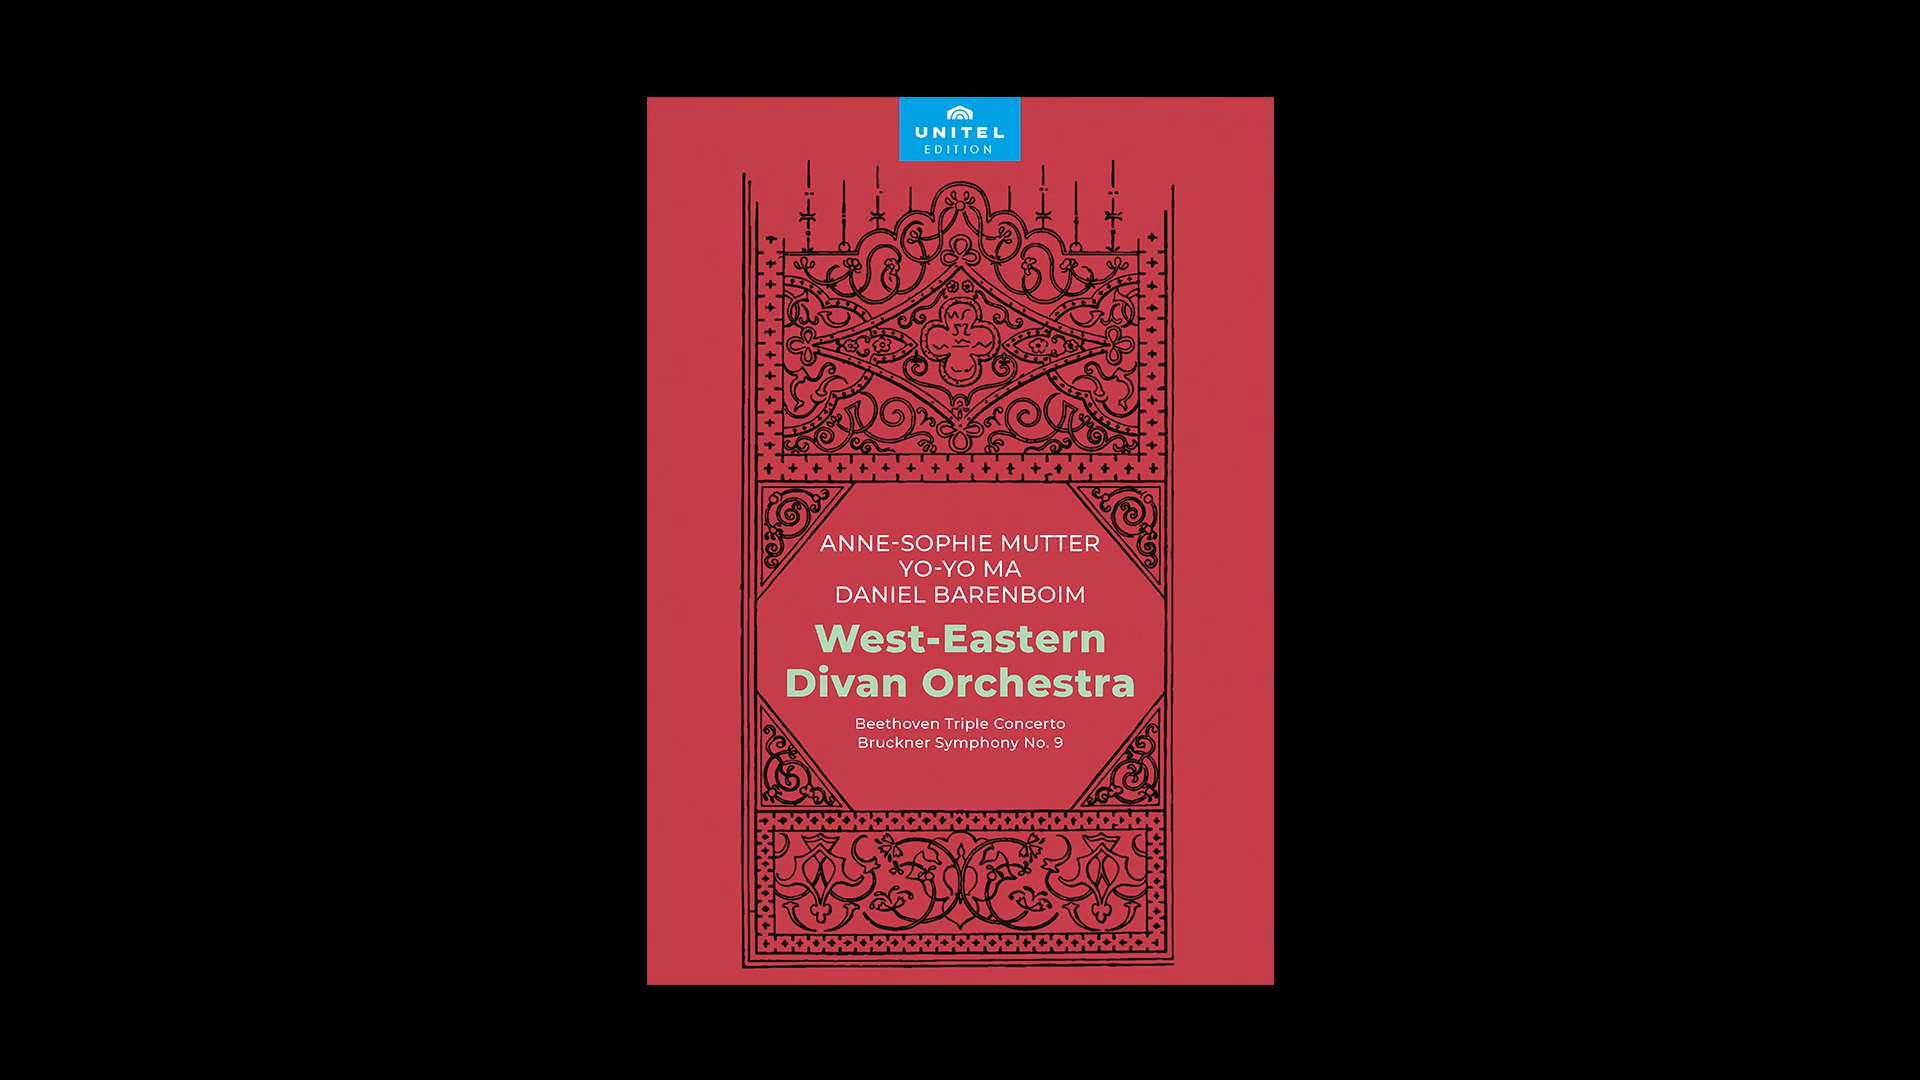 UNITEL
EDITION
ANNE-SOPHIE MUTTER
YO-YO MA
DANIEL BARENBOIM
West-Eastern
Divan Orchestra
Beethoven Triple Concerto
Bruckner Symphony No. 9